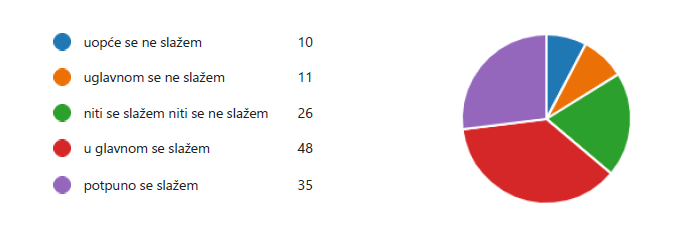 uopće se ne slažem 10
uglavnom se ne slažem 11
niti se slažem niti se ne slažem 26
u glavnom se slažem 48
potpuno se slažem 35